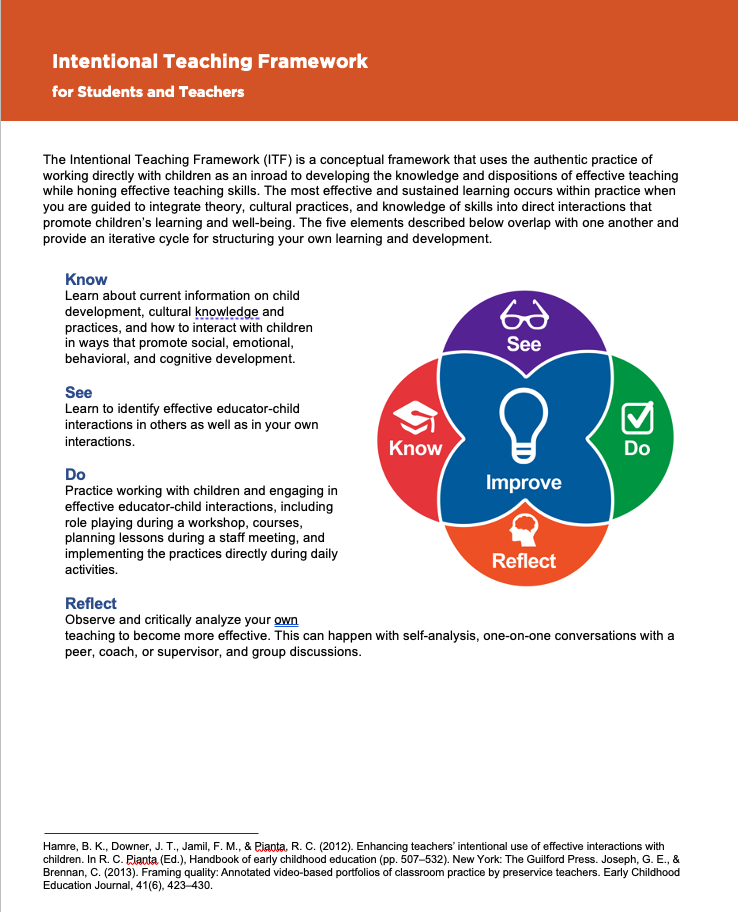 Intentional Teaching Framework
for Students and Teachers
The Intentional Teaching Framework (ITF) is a conceptual framework that uses the authentic practice of
working directly with children as an inroad to developing the knowledge and dispositions of effective teaching
while honing effective teaching skills. The most effective and sustained learning occurs within practice when
you are guided to integrate theory, cultural practices, and knowledge of skills into direct interactions that
promote children’s learning and well-being. The five elements described below overlap with one another and
provide an iterative cycle for structuring your own learning and development.
Know
Learn about current information on child
development, cultural knowledge and
practices, and how to interact with children
in ways that promote social, emotional,
behavioral, and cognitive development.
See
Learn to identify effective educator-child
interactions in others as well as in your own
interactions.
Do
Practice working with children and engaging in
effective educator-child interactions, including
role playing during a workshop, courses,
planning lessons during a staff meeting, and
implementing the practices directly during daily
activities.
Reflect
Observe and critically analyze your own
teaching to become more effective. This can happen with self-analysis, one-on-one conversations with a
peer, coach, or supervisor, and group discussions.
See
Know
Do
Improve
Reflect
Hamre, B. K., Downer, J. T., Jamil, F. M., & Pianta, R. C. (2012). Enhancing teachers’ intentional use of effective interactions with
children. In R. C. Pianta (Ed.), Handbook of early childhood education (pp. 507–532). New York: The Guilford Press. Joseph, G. E., &
Brennan, C. (2013). Framing quality: Annotated video-based portfolios of classroom practice by preservice teachers. Early Childhood
Education Journal, 41(6), 423–430.